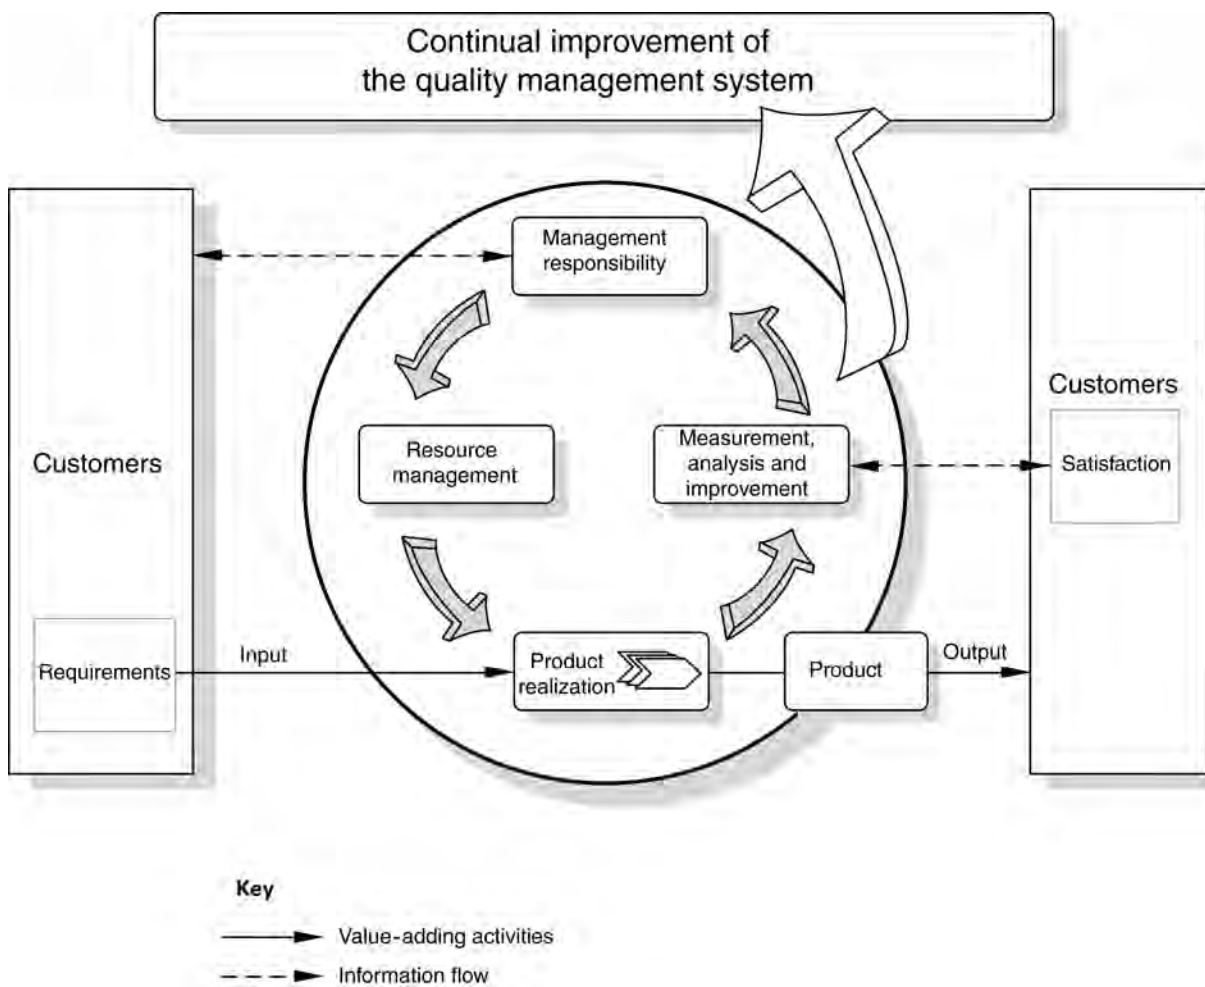 Continual improvement of
the quality management system
Management
responsibility
Customers
Resource
management
Measurement,
analysis and
improvement
Customers
Satisfaction
Requirements
Input
Product
realization
Product
Output
Key
Value-adding activities
Information flow